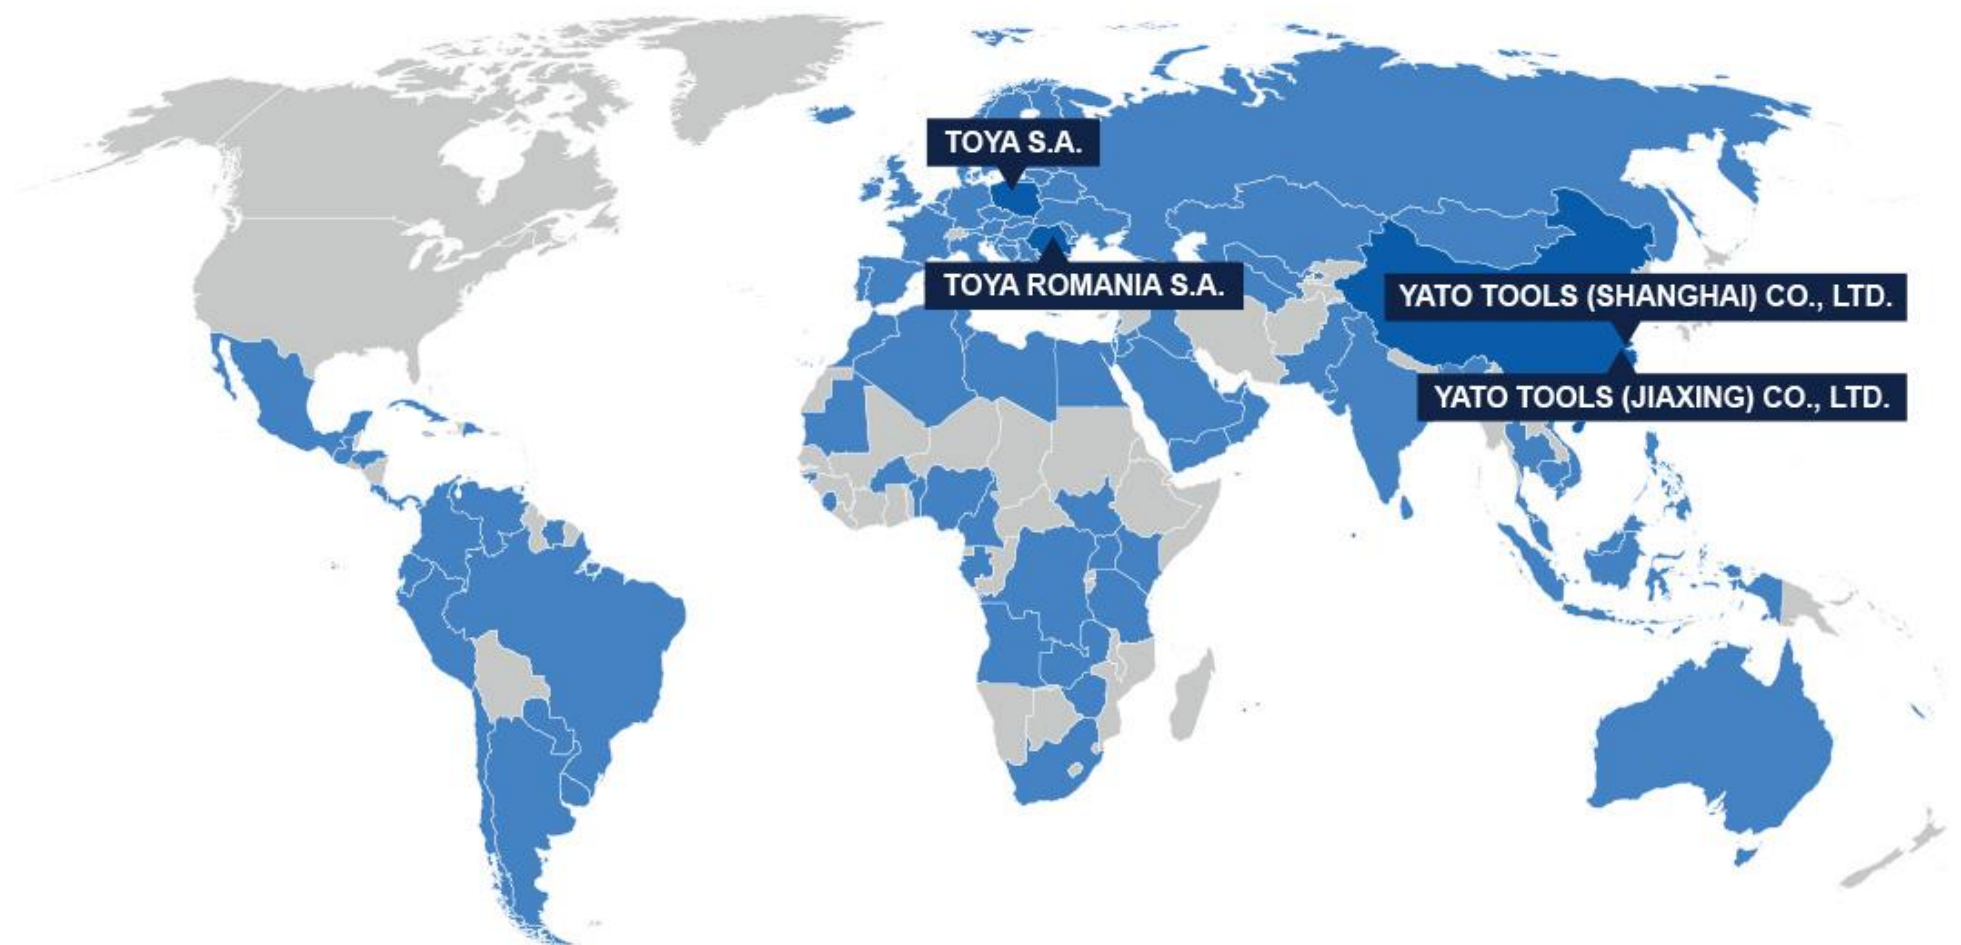 TOYA S.A.
TOYA ROMANIA S.A.
YATO TOOLS (SHANGHAI) CO., LTD.
YATO TOOLS (JIAXING) CO., LTD.